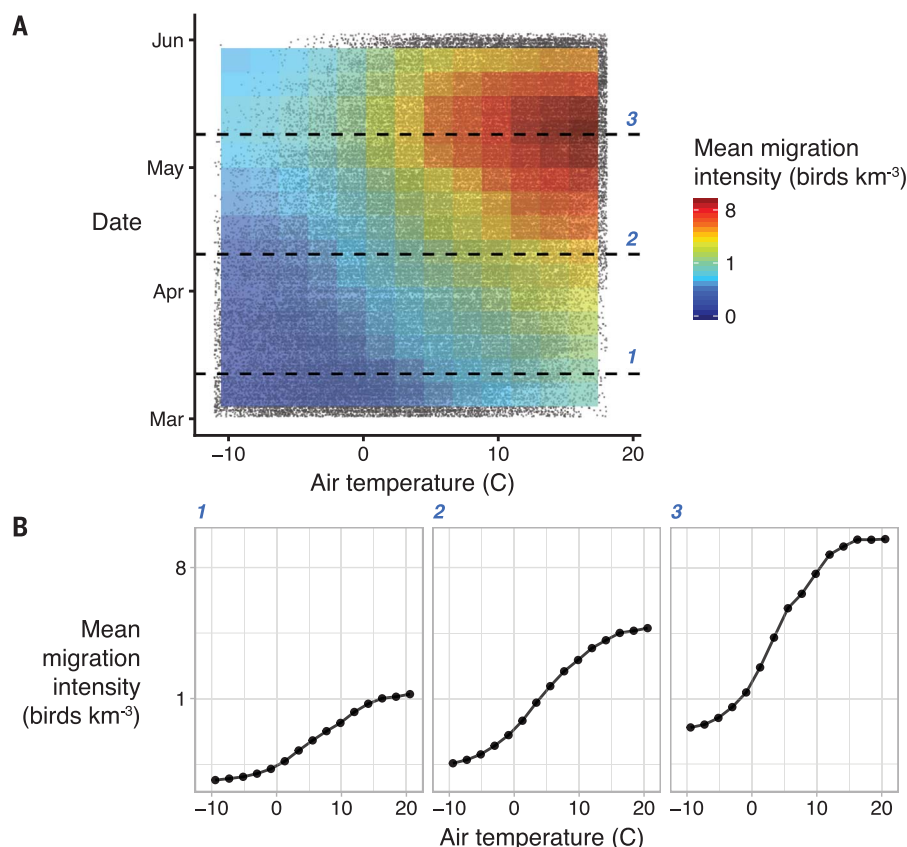 A
Jun
May
Apr
Mar
Date
3
2
1
−10
0
10
20
Air temperature (C)
Mean migration
intensity (birds km-3)
8
1
0
B
1
2
3
8
1
Mean
migration
intensity
(birds km-3)
−10
0
10
20
−10
0
10
20
−10
0
10
20
Air temperature (C)